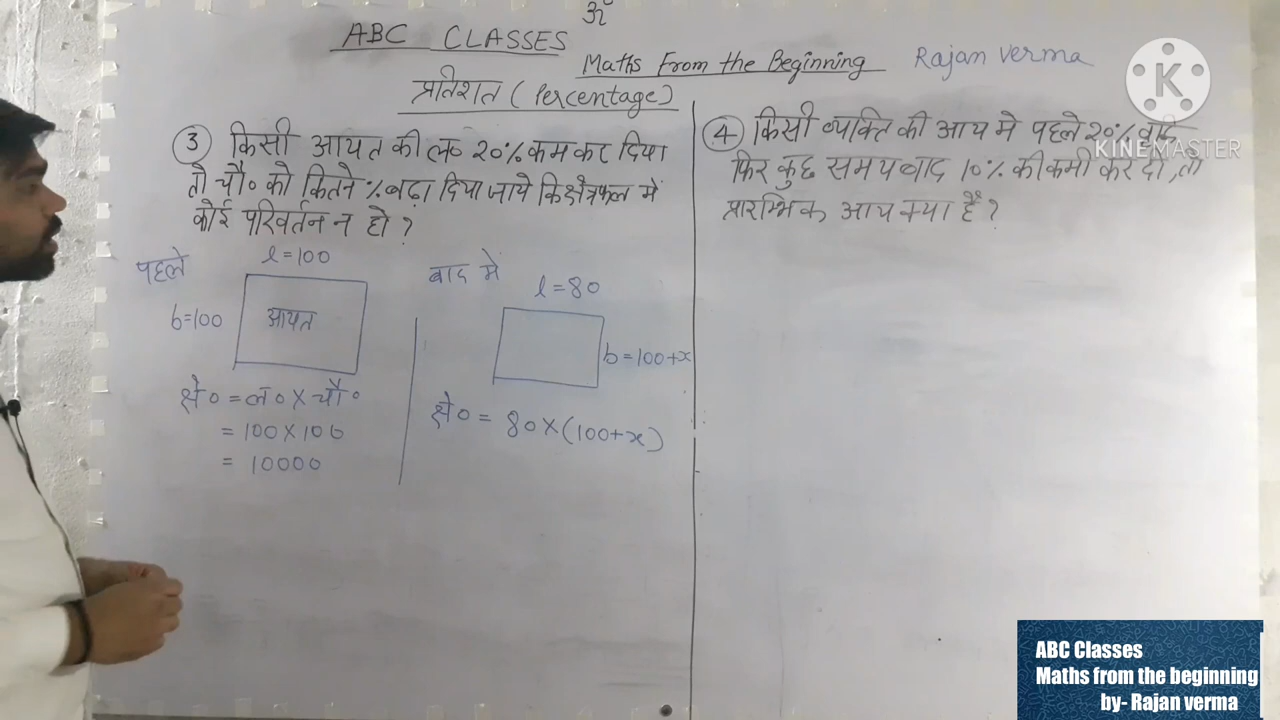 ॐ
ABC CLASSES
Maths From the Beginning
Rajan verma
प्रतिशत ( Percentage )
K
KINEMASTER
③ किसी आयत की ल० 20% कम कर दिया
तो चौ० को कितने % बढ़ा दिया जाये कि क्षेत्रफल में
कोई परिवर्तन न हो ?
पहले
l = 100
b=100
आयत
क्षे० = ल० × चौ०
= 100 × 100
= 10000
बाद मे
l = 80
b = 100+x
क्षे० = 80 × (100+x)
④ किसी व्यक्ति की आय मे पहले 20%
फिर कुछ समय बाद 10% की कमी कर दी, तो
प्रारम्भिक आय क्या है ?
ABC Classes
Maths from the beginning
by- Rajan verma